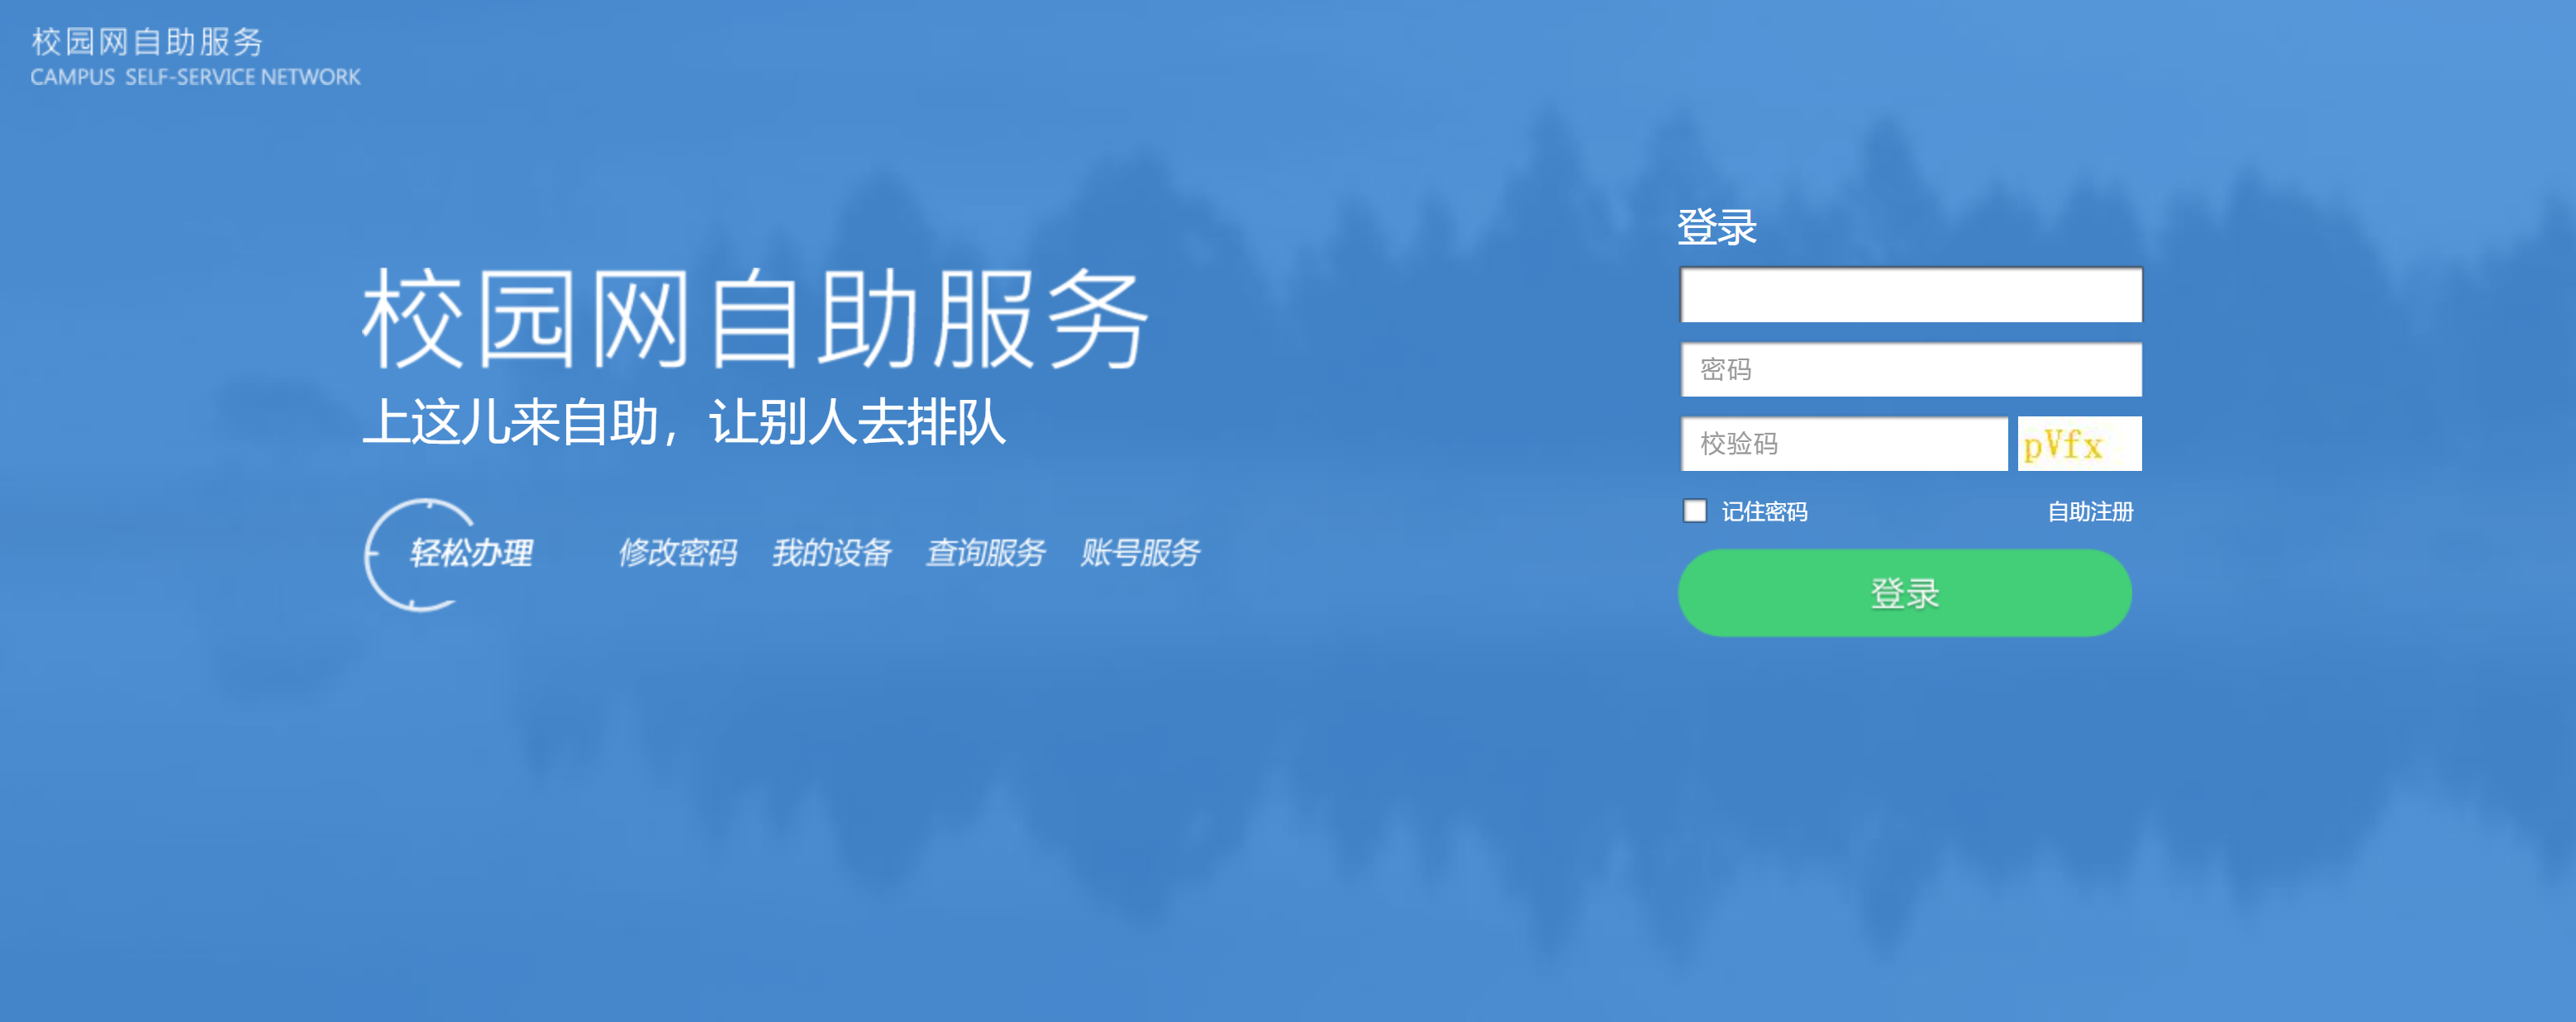 校园网自助服务
CAMPUS SELF-SERVICE NETWORK
校园网自助服务
上这儿来自助，让别人去排队
轻松办理 修改密码 我的设备 查询服务 账号服务
登录
密码
校验码 pVfx
记住密码 自助注册
登录